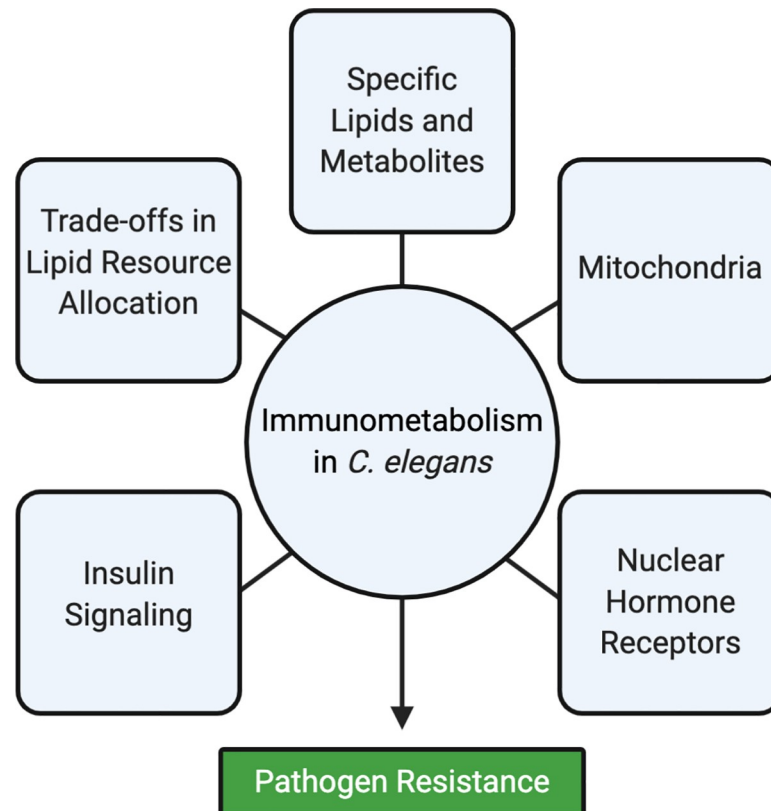 Specific
Lipids and
Metabolites
Trade-offs in
Lipid Resource
Allocation
Mitochondria
Immunometabolism
in C. elegans
Insulin
Signaling
Nuclear
Hormone
Receptors
Pathogen Resistance